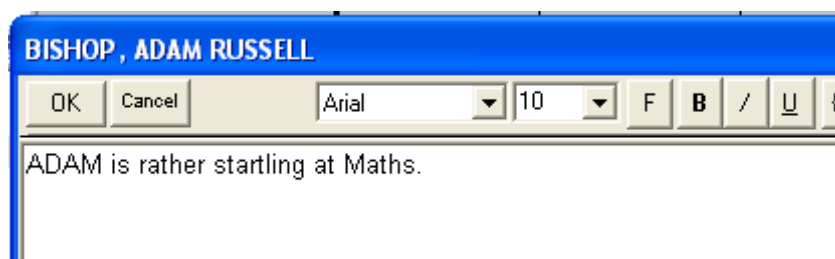 BISHOP , ADAM RUSSELL
OK Cancel Arial 10 F B / U
ADAM is rather startling at Maths.